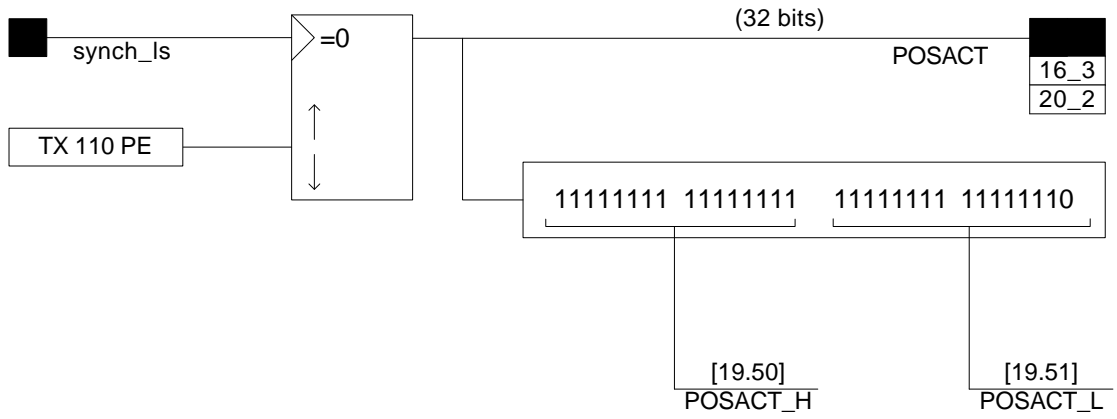 (32 bits)
=0
synch_ls
POSACT
16_3
20_2
TX 110 PE
11111111 11111111 11111111 11111110
[19.50] [19.51]
POSACT_H POSACT_L